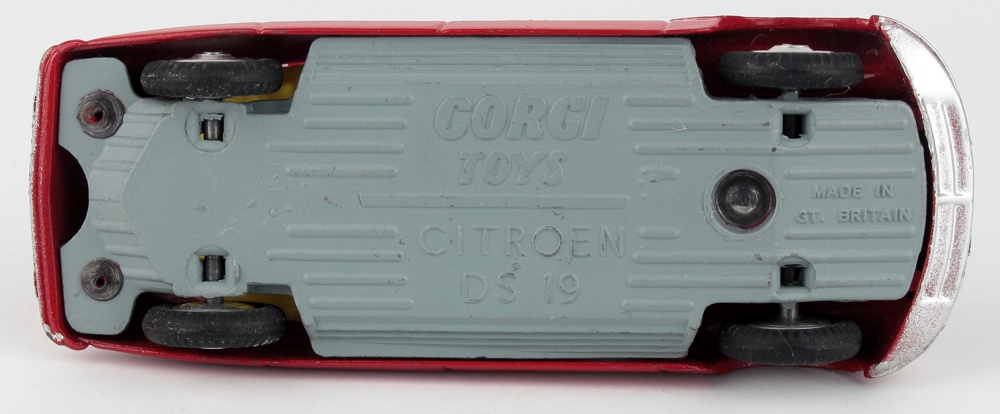 CORGI
TOYS
CITROEN
DS 19
MADE IN
GT. BRITAIN